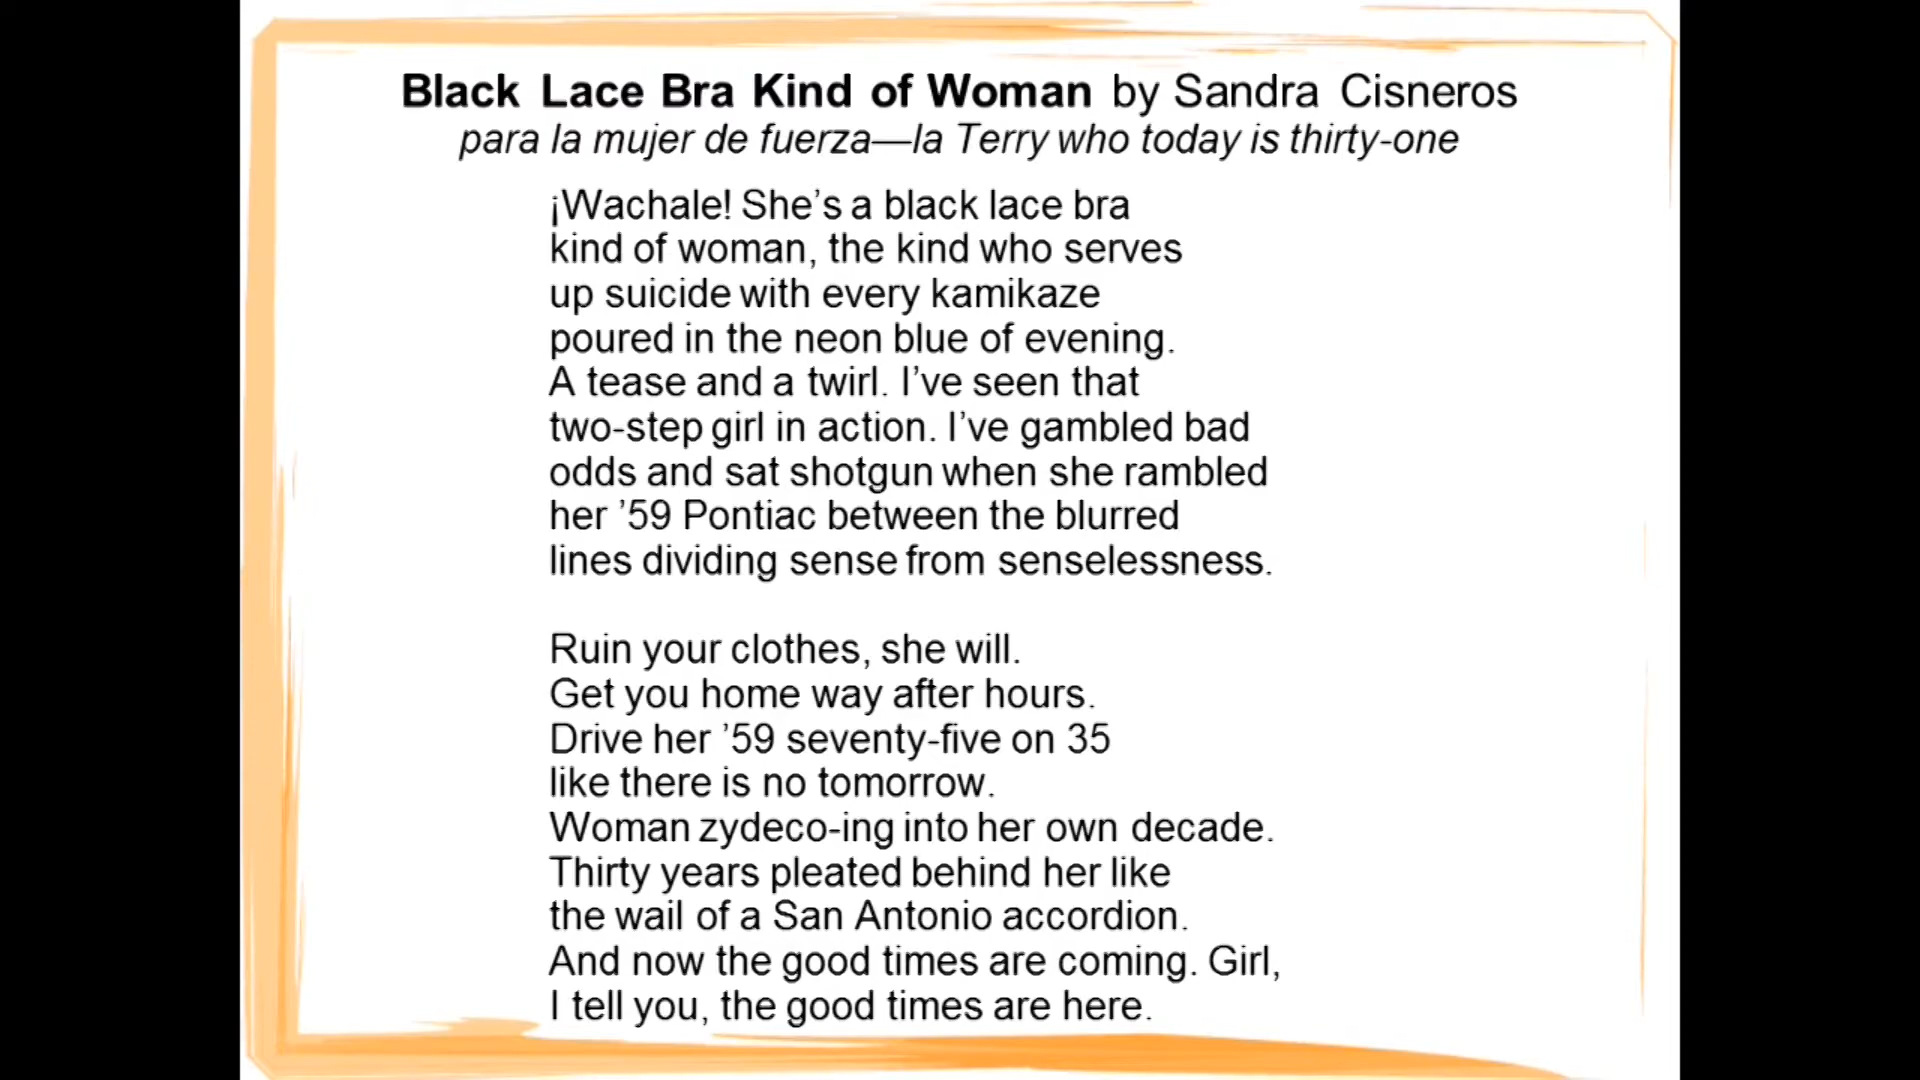 Black Lace Bra Kind of Woman by Sandra Cisneros
para la mujer de fuerza—la Terry who today is thirty-one
¡Wachale! She’s a black lace bra
kind of woman, the kind who serves
up suicide with every kamikaze
poured in the neon blue of evening.
A tease and a twirl. I’ve seen that
two-step girl in action. I’ve gambled bad
odds and sat shotgun when she rambled
her ’59 Pontiac between the blurred
lines dividing sense from senselessness.
Ruin your clothes, she will.
Get you home way after hours.
Drive her ’59 seventy-five on 35
like there is no tomorrow.
Woman zydeco-ing into her own decade.
Thirty years pleated behind her like
the wail of a San Antonio accordion.
And now the good times are coming. Girl,
I tell you, the good times are here.